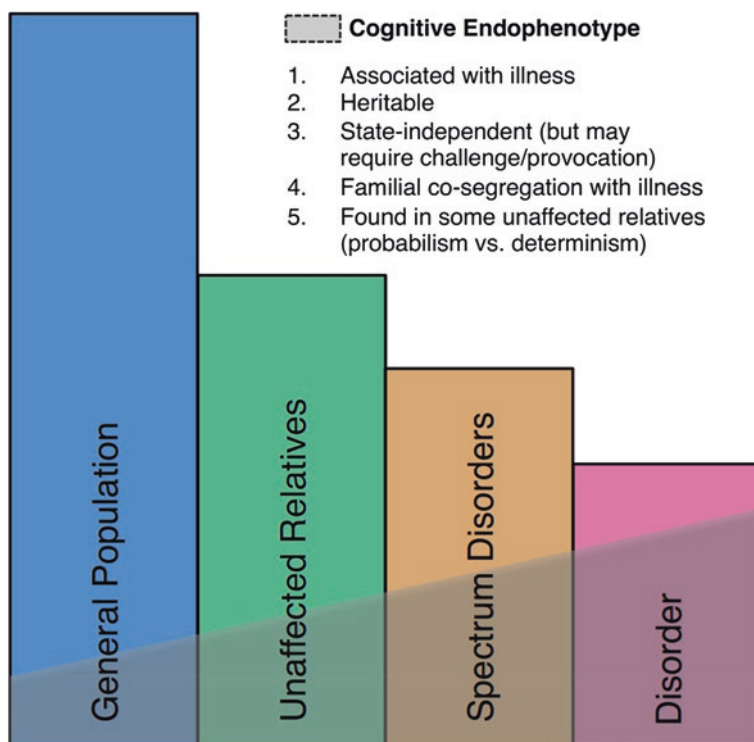 Cognitive Endophenotype
1. Associated with illness
2. Heritable
3. State-independent (but may
require challenge/provocation)
4. Familial co-segregation with illness
5. Found in some unaffected relatives
(probabilism vs. determinism)
General Population
Unaffected Relatives
Spectrum Disorders
Disorder